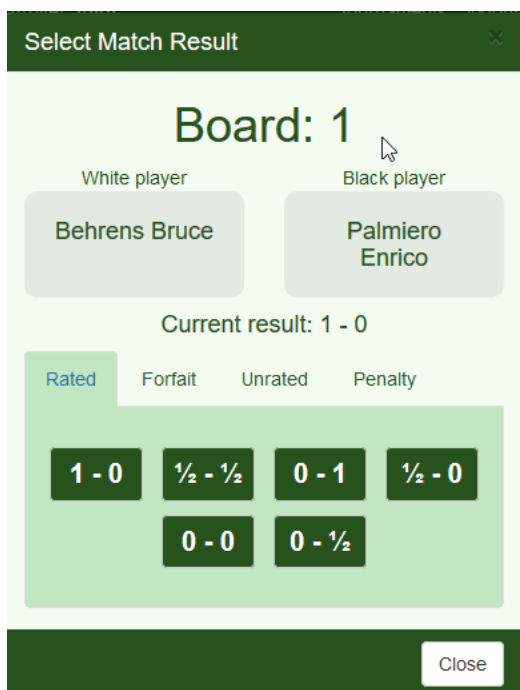 Select Match Result ×
Board: 1
White player Black player
Behrens Bruce Palmiero
Enrico
Current result: 1 - 0
Rated Forfait Unrated Penalty
1 - 0 ½ - ½ 0 - 1 ½ - 0
0 - 0 0 - ½
Close